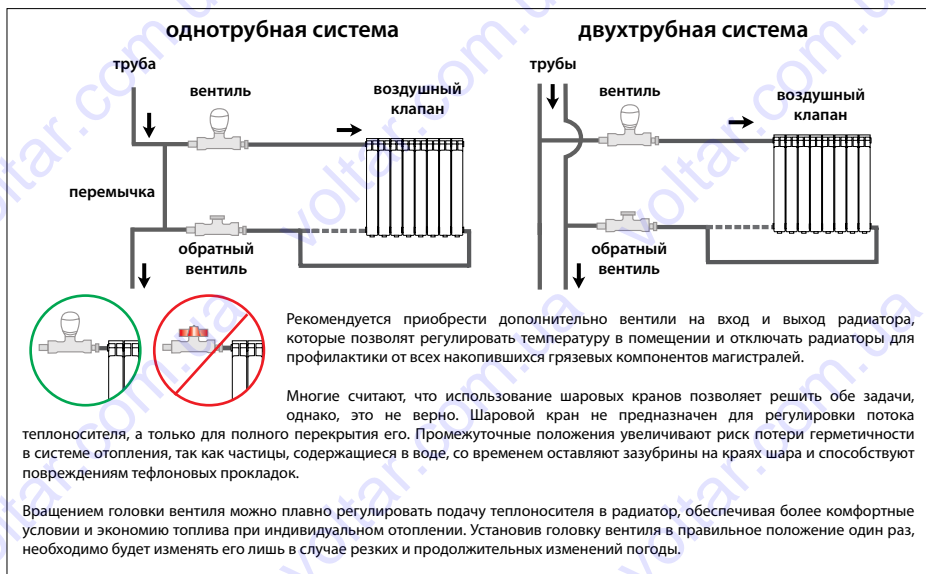 однотрубная система
двухтрубная система
труба
вентиль
воздушный
клапан
перемычка
обратный
вентиль
трубы
вентиль
воздушный
клапан
обратный
вентиль
Рекомендуется приобрести дополнительно вентили на вход и выход радиатора,
которые позволят регулировать температуру в помещении и отключать радиаторы для
профилактики от всех накопившихся грязевых компонентов магистралей.
Многие считают, что использование шаровых кранов позволяет решить обе задачи,
однако, это не верно. Шаровой кран не предназначен для регулировки потока
теплоносителя, а только для полного перекрытия его. Промежуточные положения увеличивают риск потери герметичности
в системе отопления, так как частицы, содержащиеся в воде, со временем оставляют зазубрины на краях шара и способствуют
повреждениям тефлоновых прокладок.
Вращением головки вентиля можно плавно регулировать подачу теплоносителя в радиатор, обеспечивая более комфортные
условии и экономию топлива при индивидуальном отоплении. Установив головку вентиля в правильное положение один раз,
необходимо будет изменять его лишь в случае резких и продолжительных изменений погоды.
voltar.com.ua